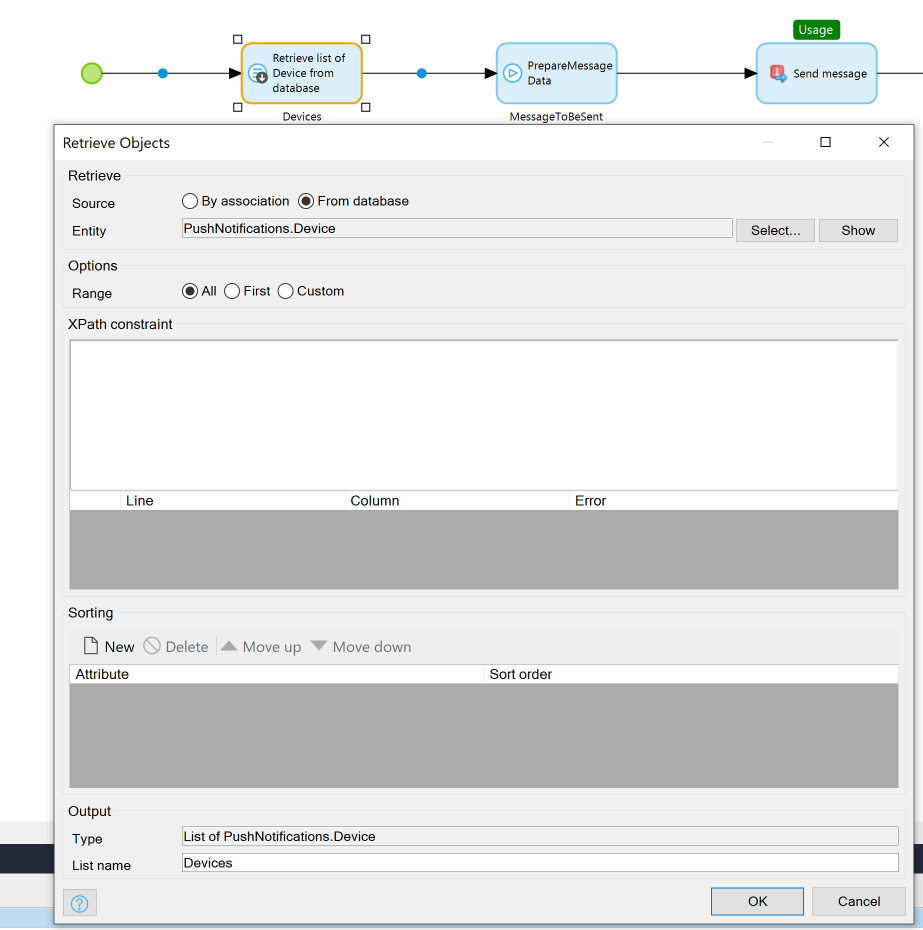 Usage
Retrieve list of
Device from
database
PrepareMessage
Data
1
Send message
Devices
MessageToBeSent
Retrieve Objects
Retrieve
Source By association From database
Entity PushNotifications.Device Select... Show
Options
Range All First Custom
XPath constraint
Line Column Error
Sorting
New Delete Move up Move down
Attribute Sort order
Output
Type List of PushNotifications.Device
List name Devices
? OK Cancel